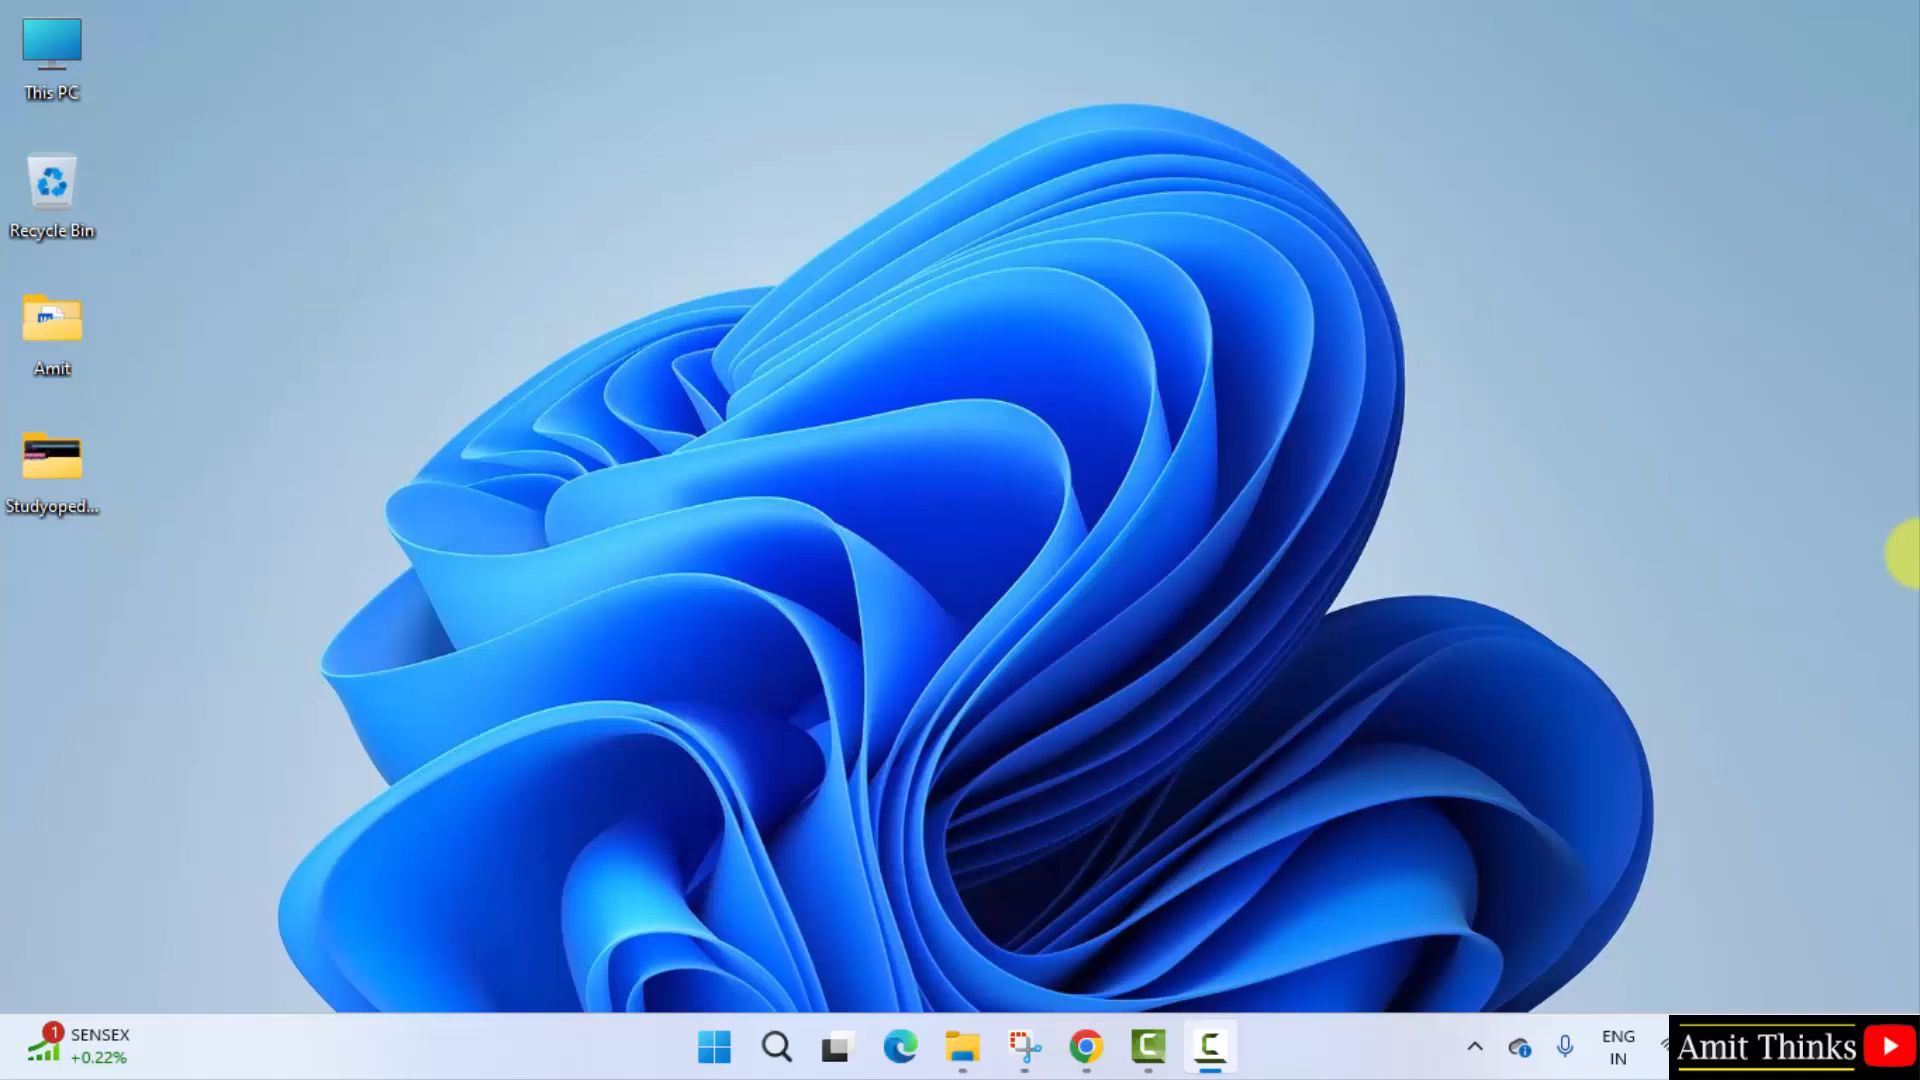 This PC
Recycle Bin
Amit
Studyoped...
1
SENSEX
+0.22%
ENG
IN
Amit Thinks